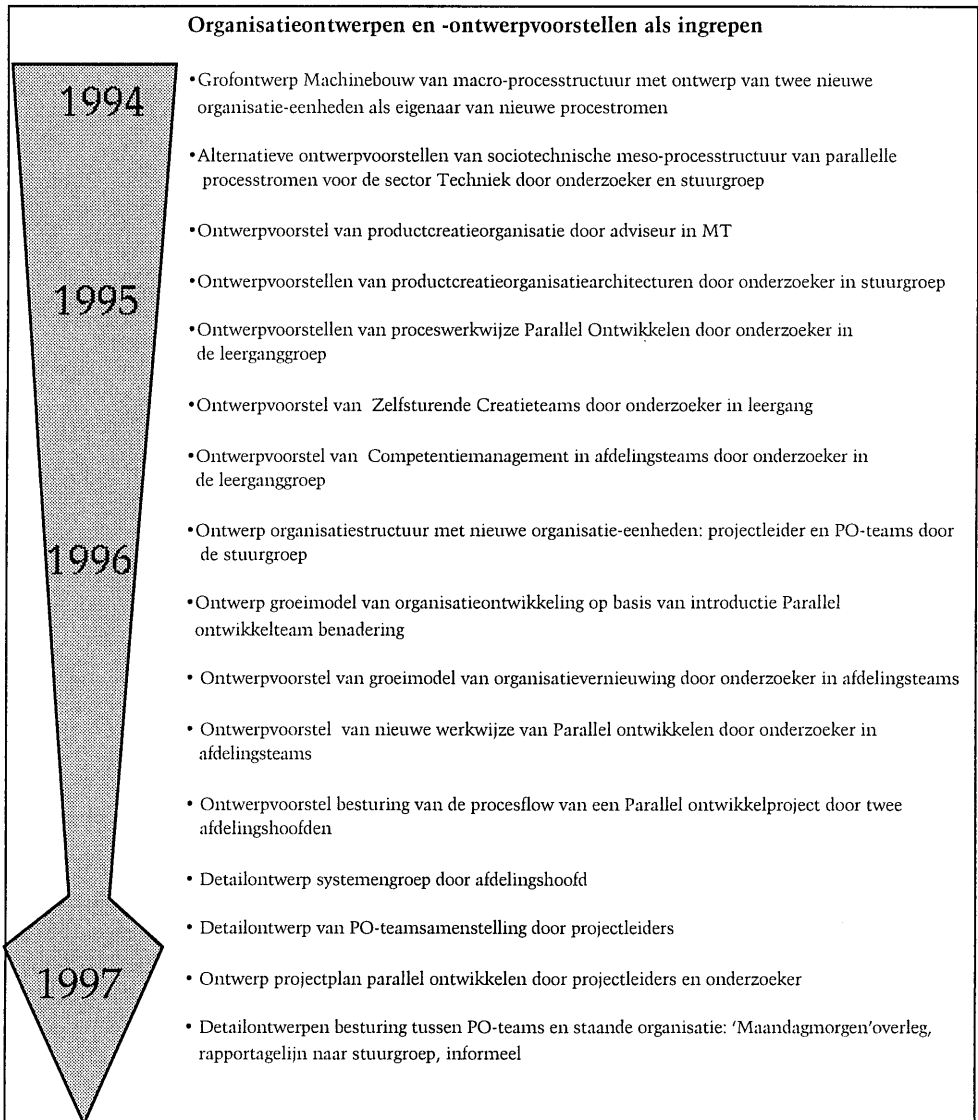 Organisatieontwerpen en -ontwerpvoorstellen als ingrepen
1994
•Grofontwerp Machinebouw van macro-processtructuur met ontwerp van twee nieuwe
organisatie-eenheden als eigenaar van nieuwe processtromen
•Alternatieve ontwerpvoorstellen van sociotechnische meso-processtructuur van parallelle
processtromen voor de sector Techniek door onderzoeker en stuurgroep
•Ontwerpvoorstel van productcreatieorganisatie door adviseur in MT
1995
•Ontwerpvoorstellen van productcreatieorganisatiearchitecturen door onderzoeker in stuurgroep
•Ontwerpvoorstellen van proceswerkwijze Parallel Ontwikkelen door onderzoeker in
de leerganggroep
•Ontwerpvoorstel van Zelfsturende Creatieteams door onderzoeker in leergang
•Ontwerpvoorstel van Competentiemanagement in afdelingsteams door onderzoeker in
de leerganggroep
1996
•Ontwerp organisatiestructuur met nieuwe organisatie-eenheden: projectleider en PO-teams door
de stuurgroep
•Ontwerp groeimodel van organisatieontwikkeling op basis van introductie Parallel
ontwikkelteam benadering
• Ontwerpvoorstel van groeimodel van organisatievernieuwing door onderzoeker in afdelingsteams
• Ontwerpvoorstel van nieuwe werkwijze van Parallel ontwikkelen door onderzoeker in
afdelingsteams
• Ontwerpvoorstel besturing van de procesflow van een Parallel ontwikkelproject door twee
afdelingshoofden
• Detailontwerp systemengroep door afdelingshoofd
• Detailontwerp van PO-teamsamenstelling door projectleiders
1997
• Ontwerp projectplan parallel ontwikkelen door projectleiders en onderzoeker
• Detailontwerpen besturing tussen PO-teams en staande organisatie: 'Maandagmorgen'overleg,
rapportagelijn naar stuurgroep, informeel